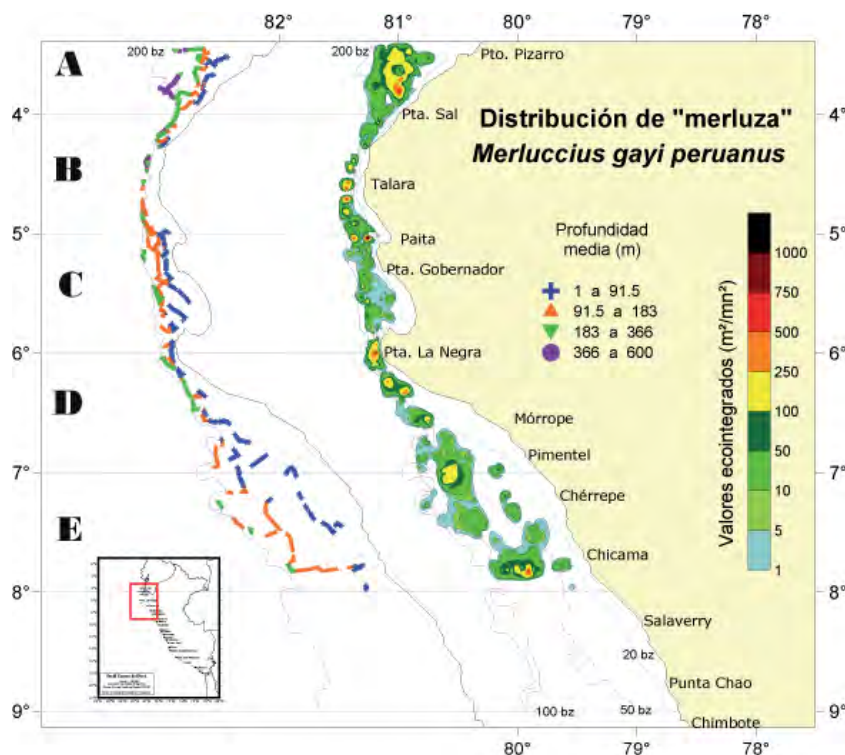 82° 81° 80° 79° 78°
200 bz
200 bz
Pto. Pizarro
A
4°
4°
Pta. Sal
Distribución de "merluza"
Merluccius gayi peruanus
B
Talara
5°
Paita
5°
Profundidad
media (m)
Pta. Gobernador
C
1 a 91.5
91.5 a 183
183 a 366
366 a 600
Valores ecointegrados (m²/mn²)
1000
750
500
250
100
50
10
5
1
6°
Pta. La Negra
6°
D
Mórrope
Pimentel
7°
7°
Chérrepe
E
Chicama
8°
8°
Salaverry
20 bz
Punta Chao
9°
100 bz
50 bz
Chimbote
9°
80° 79° 78°